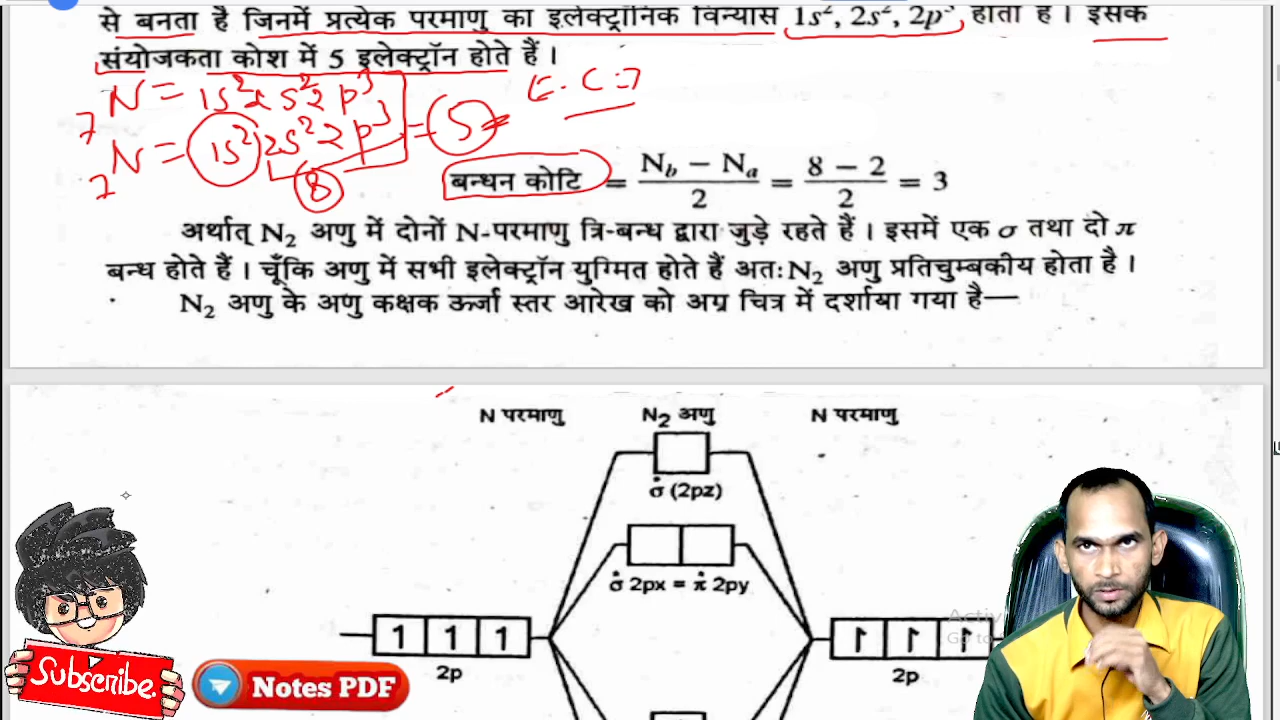 से बनता है जिनमें प्रत्येक परमाणु का इलेक्ट्रॉनिक विन्यास 1s², 2s², 2p³ होता है। इसके
संयोजकता कोश में 5 इलेक्ट्रॉन होते हैं।
₇N = 1s² 2s² 2p³
₇N = 1s² 2s² 2p³ = 5
E.C =7
8
बन्धन कोटि = (N_b − N_a)/2 = (8 − 2)/2 = 3
अर्थात् N₂ अणु में दोनों N-परमाणु त्रि-बन्ध द्वारा जुड़े रहते हैं। इसमें एक σ तथा दो π
बन्ध होते हैं। चूँकि अणु में सभी इलेक्ट्रॉन युग्मित होते हैं अतः N₂ अणु प्रतिचुम्बकीय होता है।
N₂ अणु के अणु कक्षक ऊर्जा स्तर आरेख को अग्र चित्र में दर्शाया गया है—
N परमाणु N₂ अणु N परमाणु
σ̇ (2pz)
σ̇ 2px = π̇ 2py
1 1 1
2p
2p
Subscribe
Notes PDF